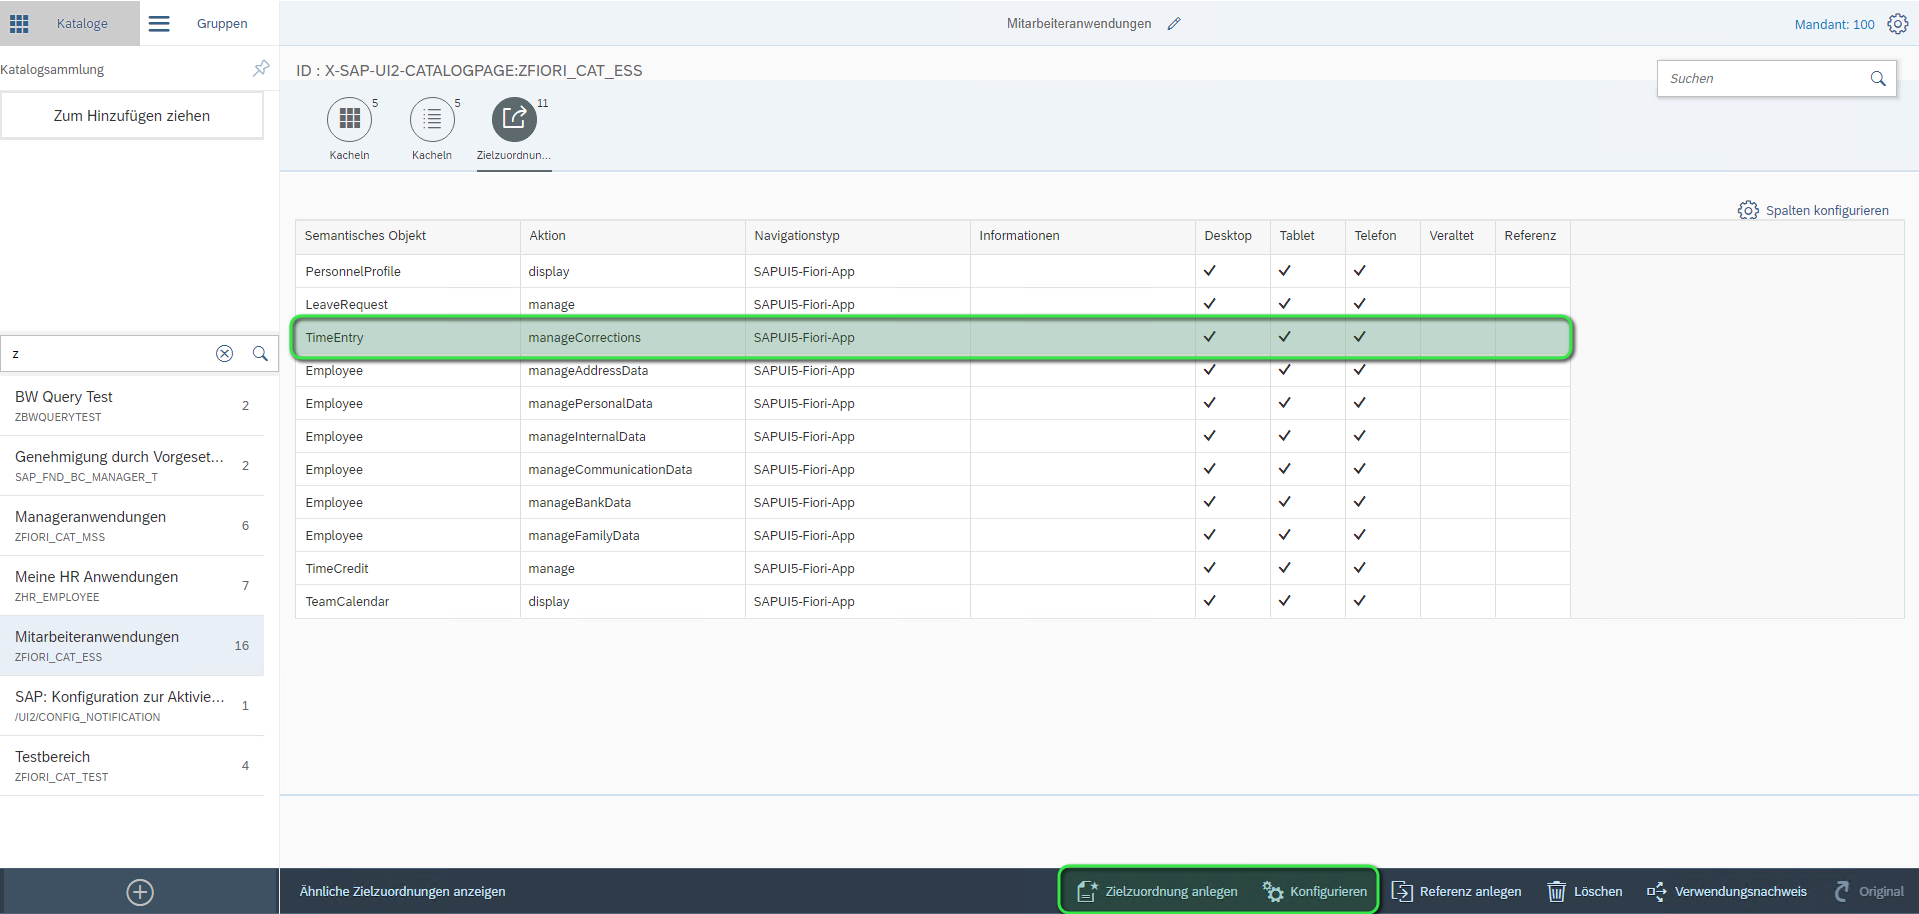 Kataloge
Gruppen
Mitarbeiteranwendungen
Mandant: 100
Katalogsammlung
Zum Hinzufügen ziehen
ID : X-SAP-UI2-CATALOGPAGE:ZFIORI_CAT_ESS
Suchen
5
5
11
Kacheln
Kacheln
Zielzuordnun...
Spalten konfigurieren
Semantisches Objekt Aktion Navigationstyp Informationen Desktop Tablet Telefon Veraltet Referenz
PersonnelProfile display SAPUI5-Fiori-App
LeaveRequest manage SAPUI5-Fiori-App
TimeEntry manageCorrections SAPUI5-Fiori-App
Employee manageAddressData SAPUI5-Fiori-App
Employee managePersonalData SAPUI5-Fiori-App
Employee manageInternalData SAPUI5-Fiori-App
Employee manageCommunicationData SAPUI5-Fiori-App
Employee manageBankData SAPUI5-Fiori-App
Employee manageFamilyData SAPUI5-Fiori-App
TimeCredit manage SAPUI5-Fiori-App
TeamCalendar display SAPUI5-Fiori-App
z
BW Query Test
ZBWQUERYTEST
2
Genehmigung durch Vorgeset...
SAP_FND_BC_MANAGER_T
2
Manageranwendungen
ZFIORI_CAT_MSS
6
Meine HR Anwendungen
ZHR_EMPLOYEE
7
Mitarbeiteranwendungen
ZFIORI_CAT_ESS
16
SAP: Konfiguration zur Aktivie...
/UI2/CONFIG_NOTIFICATION
1
Testbereich
ZFIORI_CAT_TEST
4
Ähnliche Zielzuordnungen anzeigen
Zielzuordnung anlegen
Konfigurieren
Referenz anlegen
Löschen
Verwendungsnachweis
Original